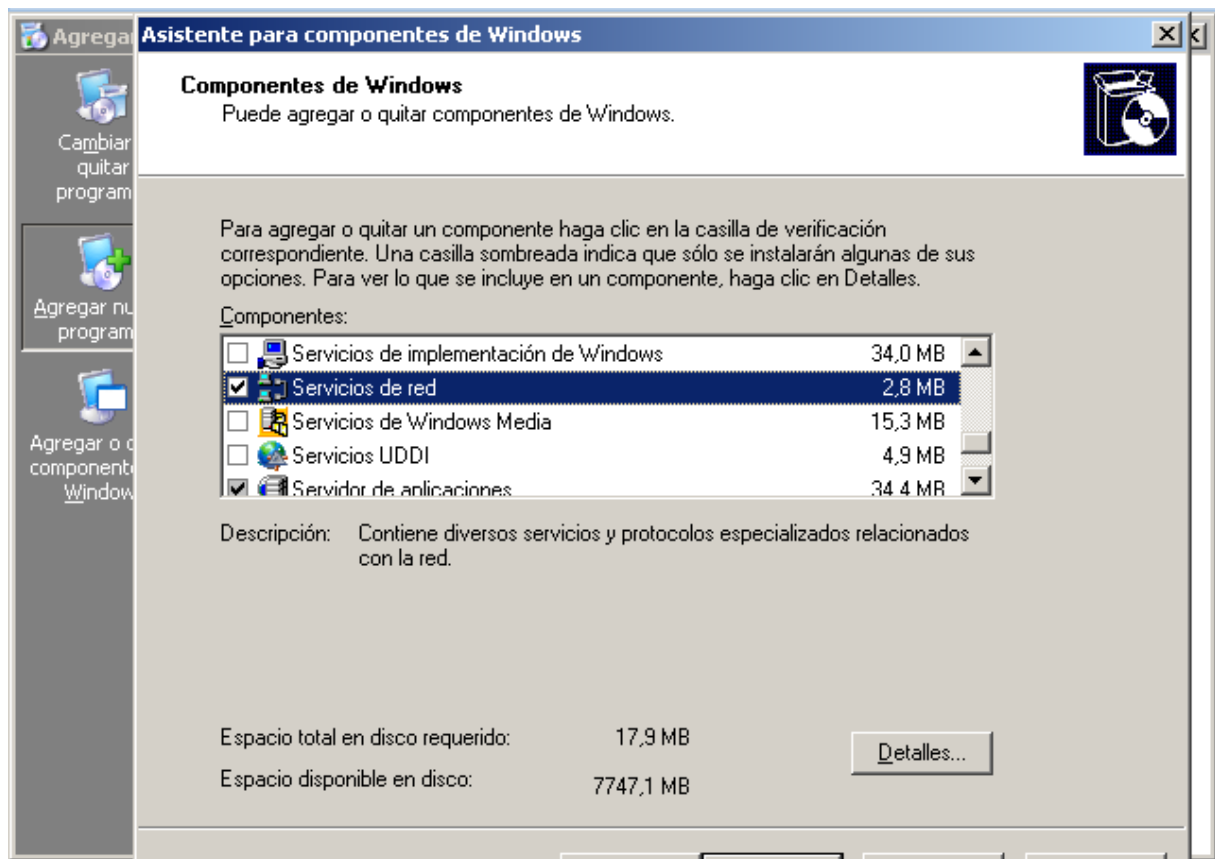 Agregar
Asistente para componentes de Windows
Componentes de Windows
Puede agregar o quitar componentes de Windows.
Cambiar
quitar
program
Agregar nu
program
Agregar o
component
Window
Para agregar o quitar un componente haga clic en la casilla de verificación
correspondiente. Una casilla sombreada indica que sólo se instalarán algunas de sus
opciones. Para ver lo que se incluye en un componente, haga clic en Detalles.
Componentes:
Servicios de implementación de Windows 34,0 MB
Servicios de red 2,8 MB
Servicios de Windows Media 15,3 MB
Servicios UDDI 4,9 MB
Servidor de aplicaciones 34,4 MB
Descripción: Contiene diversos servicios y protocolos especializados relacionados
con la red.
Espacio total en disco requerido: 17,9 MB
Detalles...
Espacio disponible en disco: 7747,1 MB